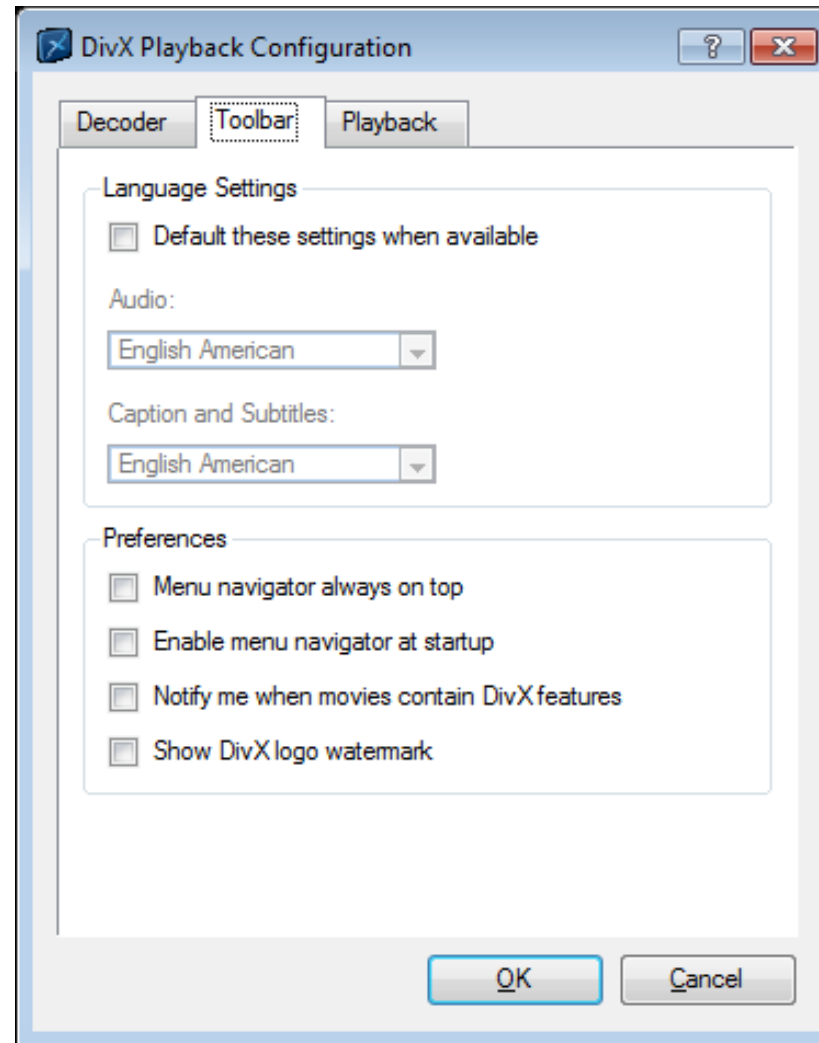 DivX Playback Configuration
Decoder Toolbar Playback
Language Settings
Default these settings when available
Audio:
English American
Caption and Subtitles:
English American
Preferences
Menu navigator always on top
Enable menu navigator at startup
Notify me when movies contain DivX features
Show DivX logo watermark
OK Cancel